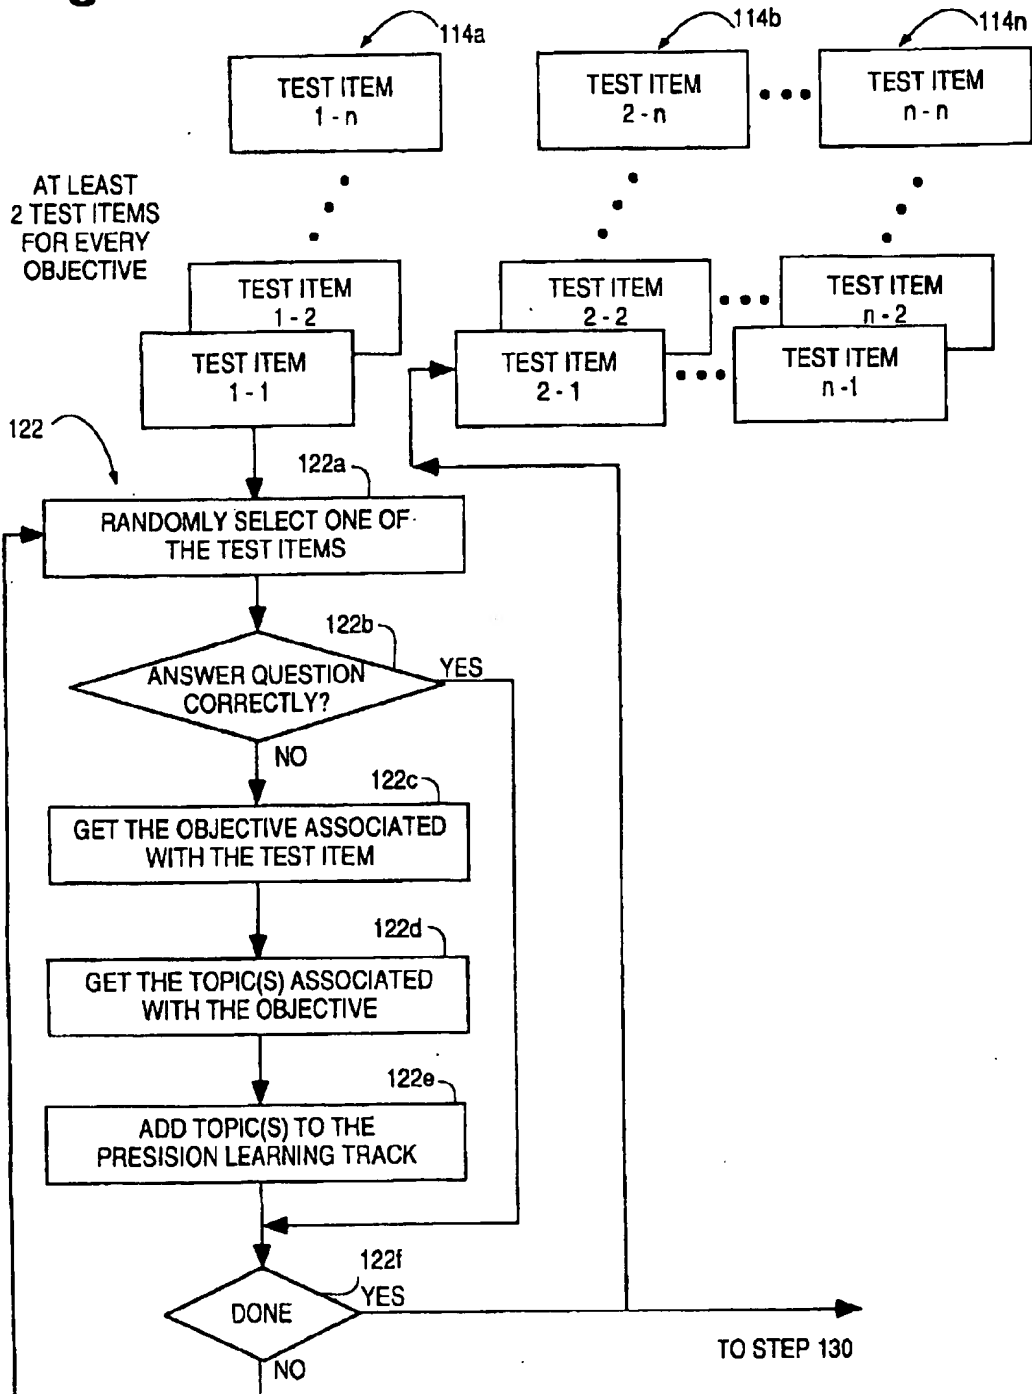 114a
114b
114n
TEST ITEM
1 - n
TEST ITEM
2 - n
TEST ITEM
n - n
AT LEAST
2 TEST ITEMS
FOR EVERY
OBJECTIVE
TEST ITEM
1 - 2
TEST ITEM
2 - 2
TEST ITEM
n - 2
TEST ITEM
1 - 1
TEST ITEM
2 - 1
TEST ITEM
n - 1
122
122a
RANDOMLY SELECT ONE OF
THE TEST ITEMS
122b
ANSWER QUESTION
CORRECTLY?
YES
NO
122c
GET THE OBJECTIVE ASSOCIATED
WITH THE TEST ITEM
122d
GET THE TOPIC(S) ASSOCIATED
WITH THE OBJECTIVE
122e
ADD TOPIC(S) TO THE
PRESISION LEARNING TRACK
122f
DONE
YES
NO
TO STEP 130